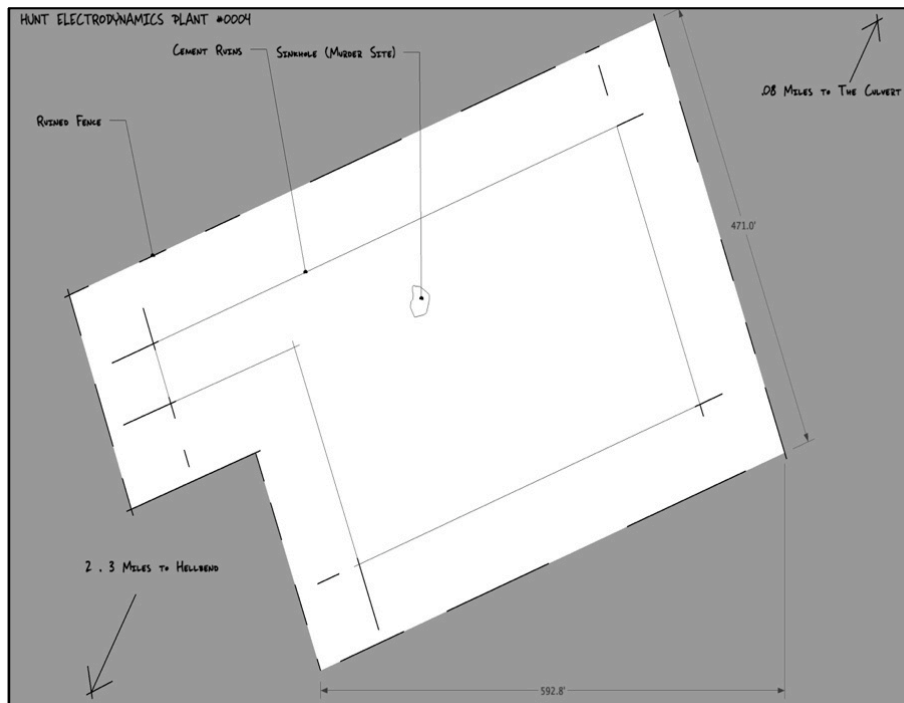 HUNT ELECTRODYNAMICS PLANT #0004
CEMENT RUINS
SINKHOLE (MURDER SITE)
.08 MILES TO THE CULVERT
RUINED FENCE
471.0'
2 . 3 MILES TO HELLBEND
592.8'